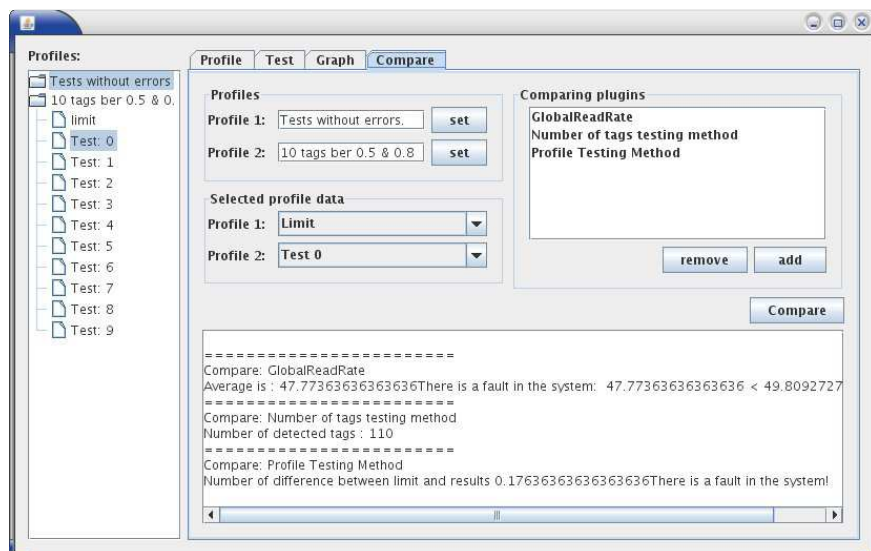 Profiles:
Tests without errors
10 tags ber 0.5 & 0.
limit
Test: 0
Test: 1
Test: 2
Test: 3
Test: 4
Test: 5
Test: 6
Test: 7
Test: 8
Test: 9
Profile Test Graph Compare
Profiles
Profile 1: Tests without errors. set
Profile 2: 10 tags ber 0.5 & 0.8 set
Selected profile data
Profile 1: Limit
Profile 2: Test 0
Comparing plugins
GlobalReadRate
Number of tags testing method
Profile Testing Method
remove add
Compare
========================
Compare: GlobalReadRate
Average is : 47.77363636363636There is a fault in the system: 47.77363636363636 < 49.8092727
========================
Compare: Number of tags testing method
Number of detected tags : 110
========================
Compare: Profile Testing Method
Number of difference between limit and results 0.17636363636363636There is a fault in the system!